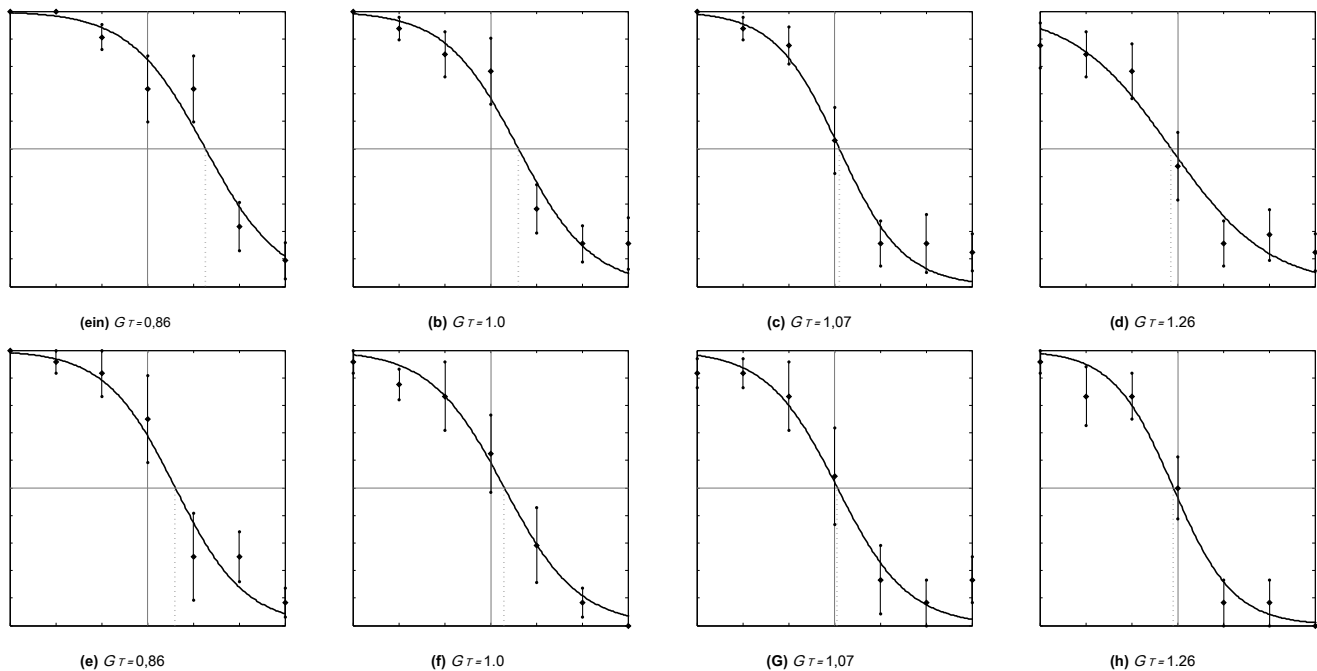 (ein) G T = 0,86
(b) G T = 1.0
(c) G T = 1,07
(d) G T = 1.26
(e) G T = 0,86
(f) G T = 1.0
(G) G T = 1,07
(h) G T = 1.26